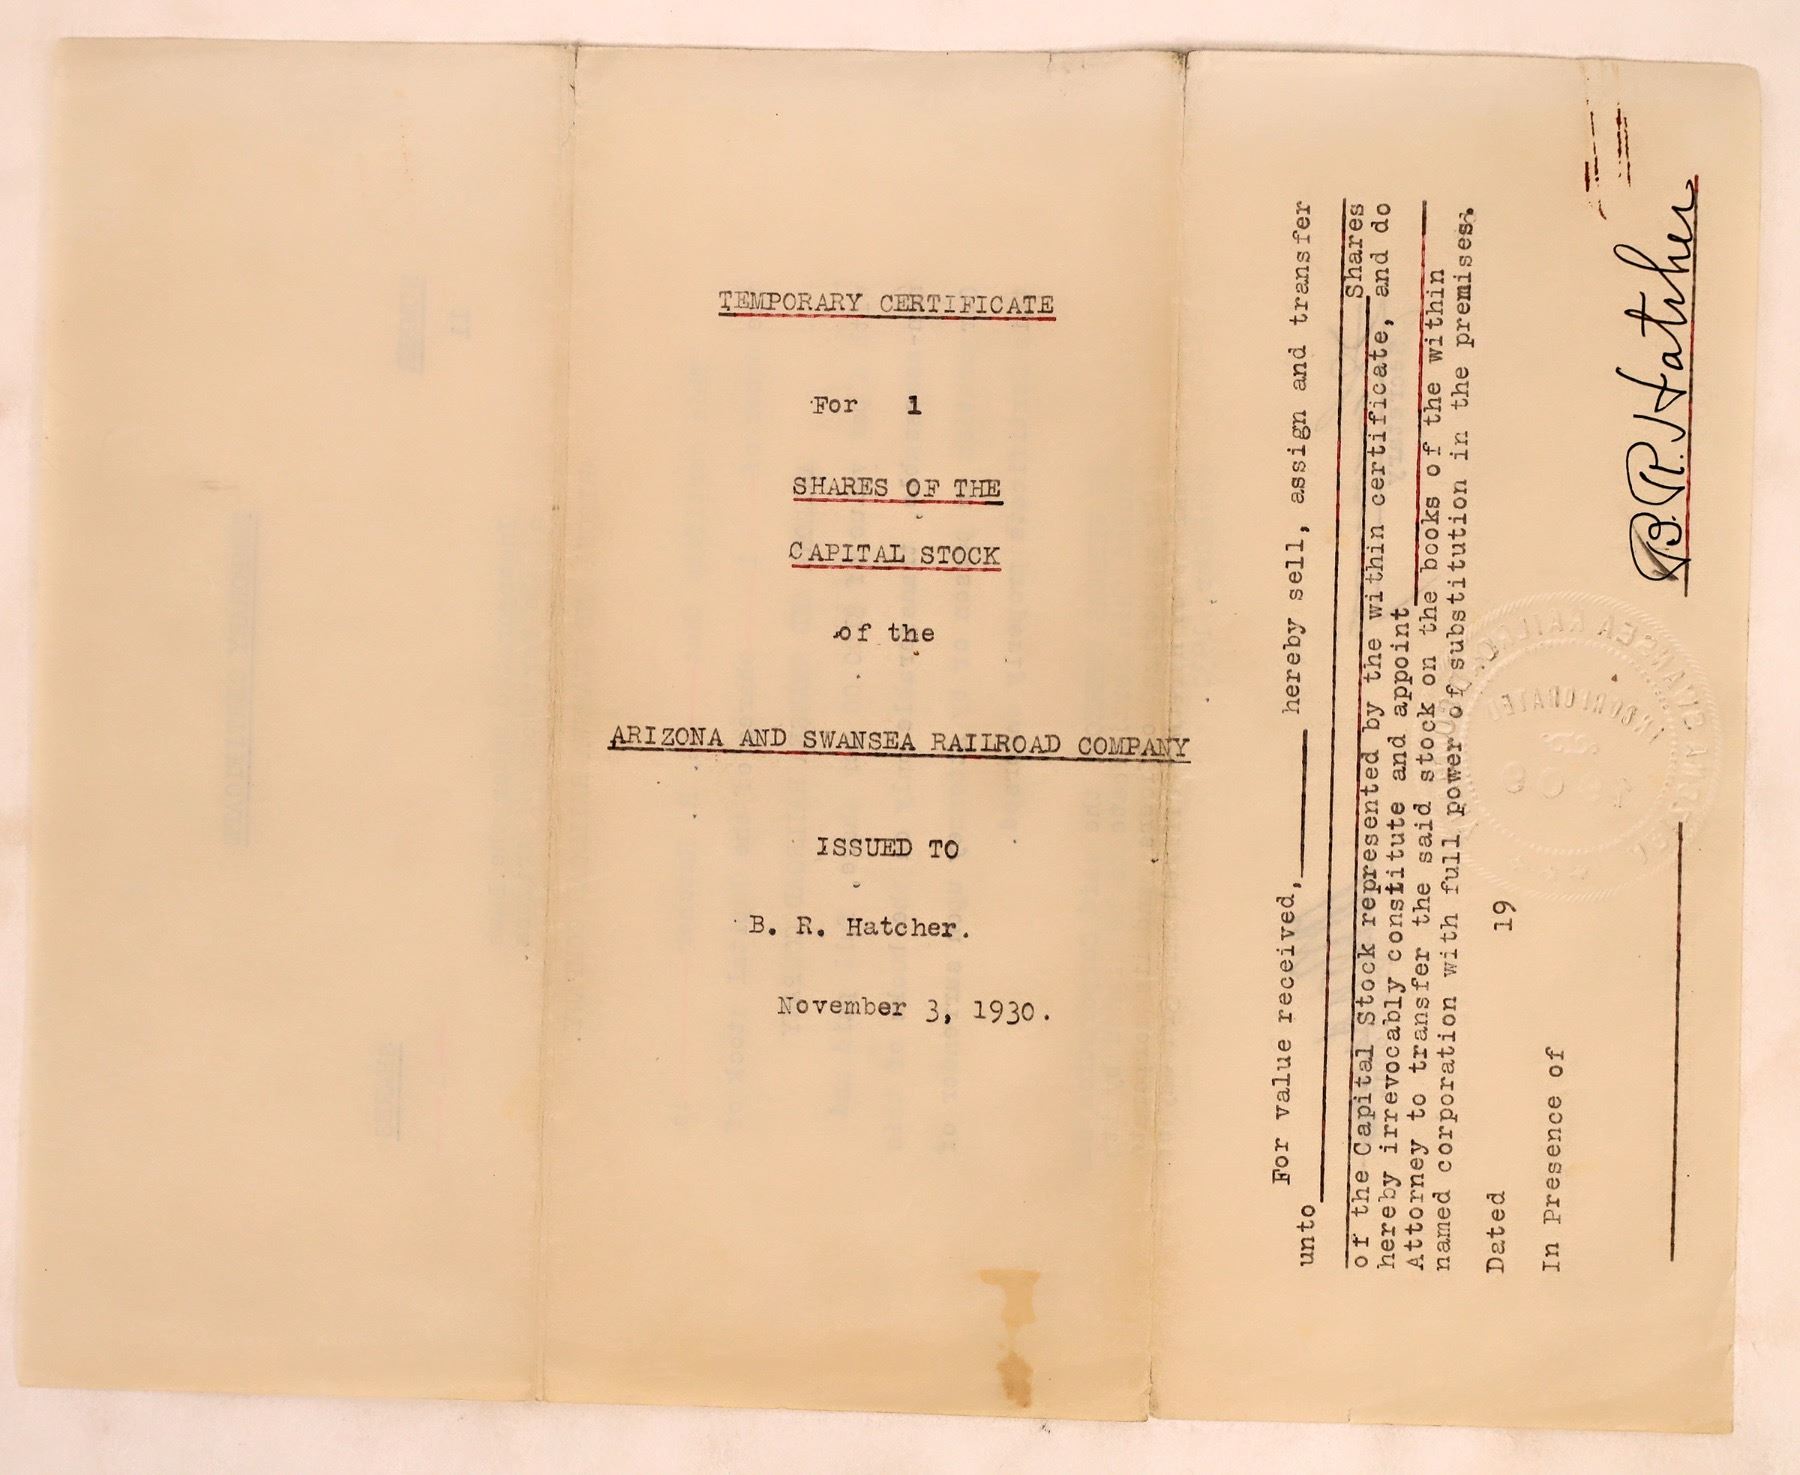 TEMPORARY CERTIFICATE
For 1
SHARES OF THE
CAPITAL STOCK
of the
ARIZONA AND SWANSEA RAILROAD COMPANY
ISSUED TO
B. R. Hatcher.
November 3, 1930.
For value received, hereby sell, assign and transfer
unto
Shares
of the Capital Stock represented by the within certificate, and do
hereby irrevocably constitute and appoint
Attorney to transfer the said stock on the books of the within
named corporation with full power of substitution in the premises.
Dated 19
In Presence of
B. R. Hatcher
INCORPORATED